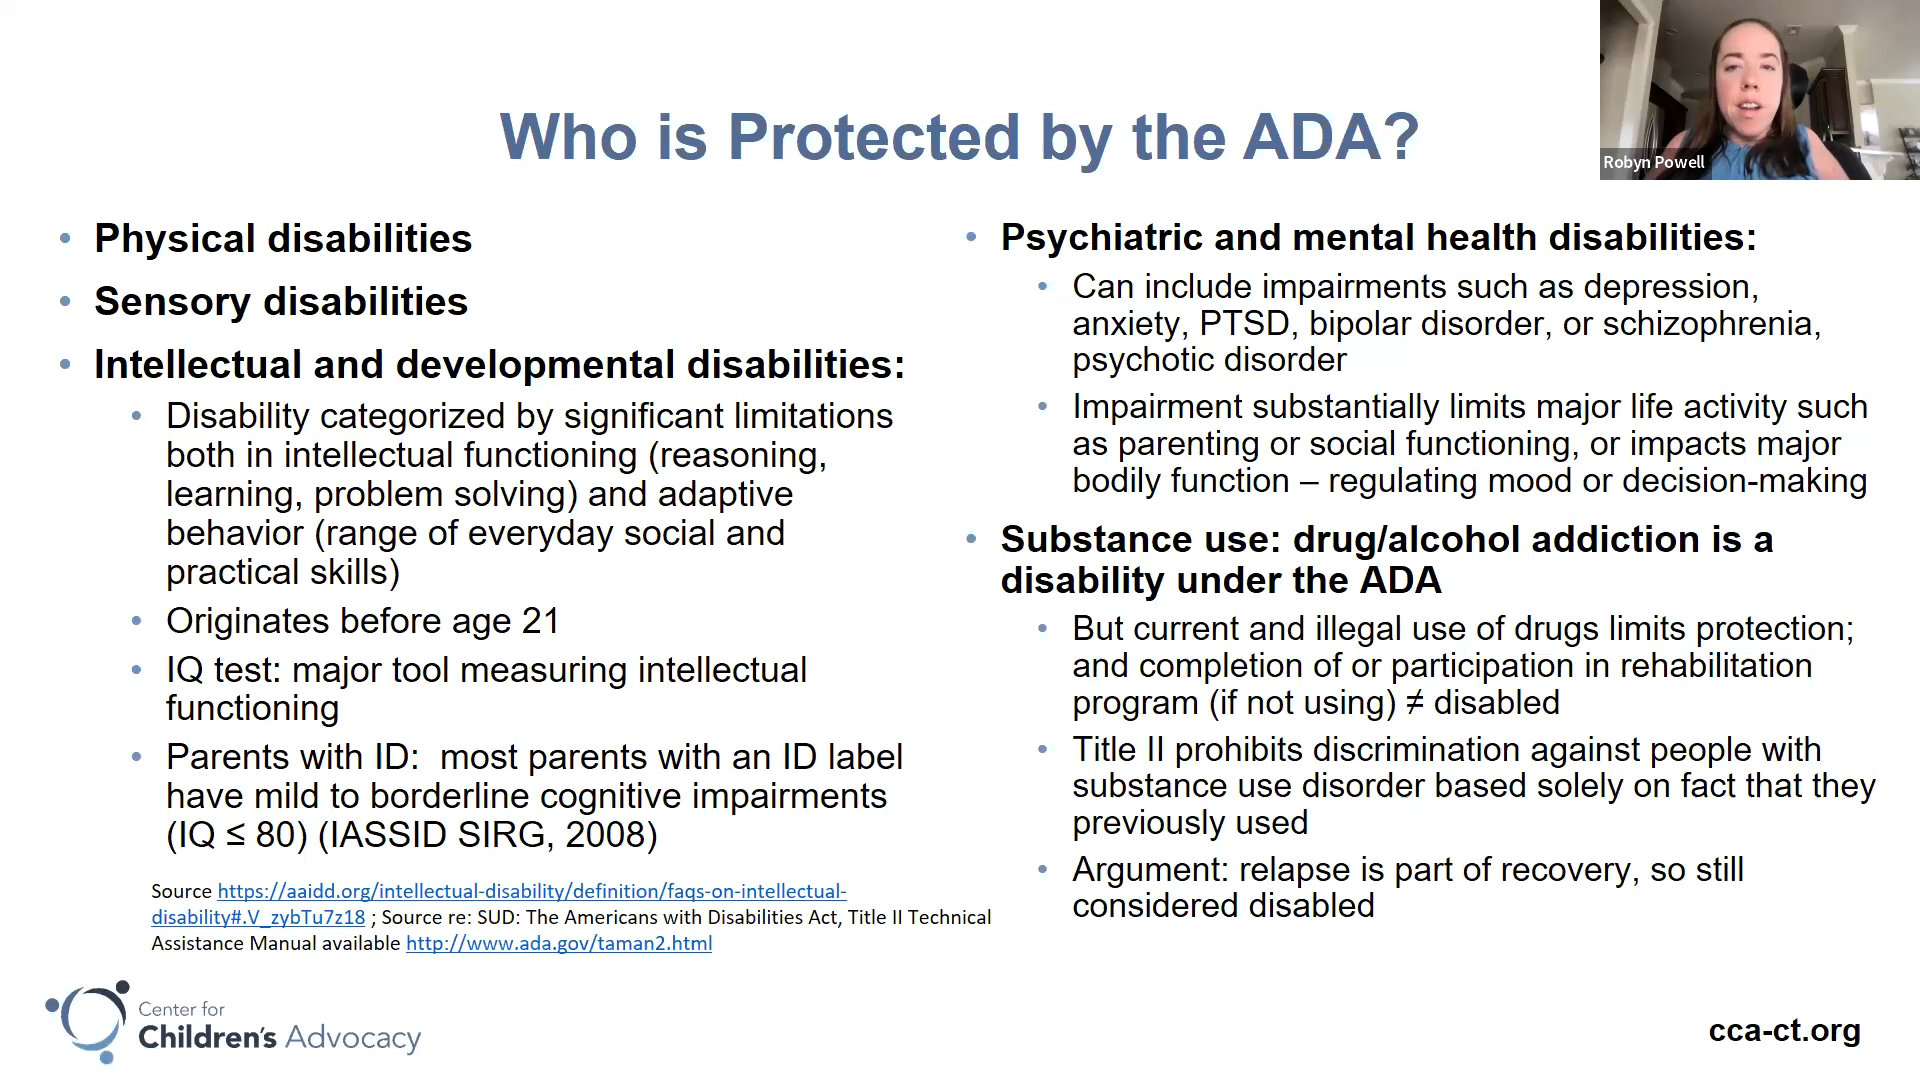 Who is Protected by the ADA?
Robyn Powell
• Physical disabilities
• Sensory disabilities
• Intellectual and developmental disabilities:
• Disability categorized by significant limitations
both in intellectual functioning (reasoning,
learning, problem solving) and adaptive
behavior (range of everyday social and
practical skills)
• Originates before age 21
• IQ test: major tool measuring intellectual
functioning
• Parents with ID:  most parents with an ID label
have mild to borderline cognitive impairments
(IQ ≤ 80) (IASSID SIRG, 2008)
Source https://aaidd.org/intellectual-disability/definition/faqs-on-intellectual-
disability#.V_zybTu7z18 ; Source re: SUD: The Americans with Disabilities Act, Title II Technical
Assistance Manual available http://www.ada.gov/taman2.html
• Psychiatric and mental health disabilities:
• Can include impairments such as depression,
anxiety, PTSD, bipolar disorder, or schizophrenia,
psychotic disorder
• Impairment substantially limits major life activity such
as parenting or social functioning, or impacts major
bodily function – regulating mood or decision-making
• Substance use: drug/alcohol addiction is a
disability under the ADA
• But current and illegal use of drugs limits protection;
and completion of or participation in rehabilitation
program (if not using) ≠ disabled
• Title II prohibits discrimination against people with
substance use disorder based solely on fact that they
previously used
• Argument: relapse is part of recovery, so still
considered disabled
Center for
Children's Advocacy
cca-ct.org